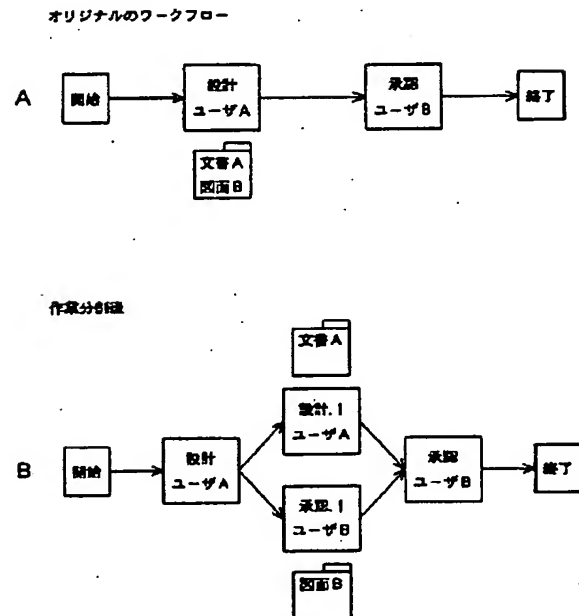 オリジナルのワークフロー
A
開始
設計
ユーザA
承認
ユーザB
終了
文書A
図面B
作業分割後
文書A
設計.1
ユーザA
B
開始
設計
ユーザA
承認
ユーザB
終了
承認.1
ユーザB
図面B